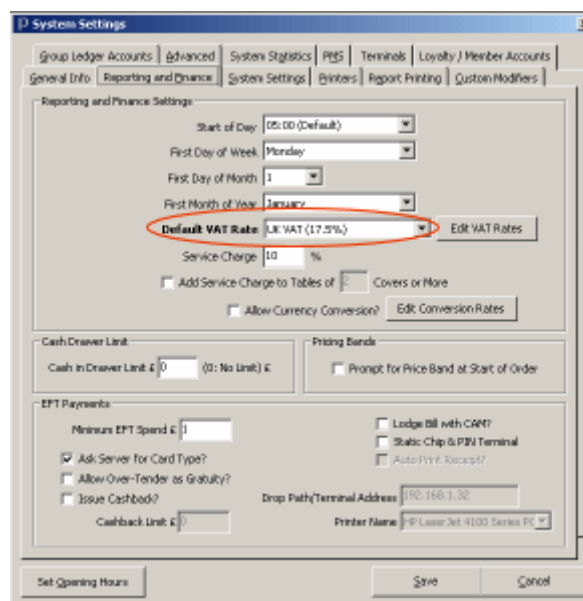 System Settings
Group Ledger Accounts Advanced System Statistics PMS Terminals Loyalty / Member Accounts
General Info Reporting and Finance System Settings Printers Report Printing Custom Modifiers
Reporting and Finance Settings
Start of Day 05:00 (Default)
First Day of Week Monday
First Day of Month 1
First Month of Year January
Default VAT Rate UK VAT (17.5%) Edit VAT Rates
Service Charge 10 %
Add Service Charge to Tables of 2 Covers or More
Allow Currency Conversion? Edit Conversion Rates
Cash Drawer Limit Pricing Bands
Cash in Drawer Limit £ 0 (0: No Limit) £ Prompt for Price Band at Start of Order
EFT Payments
Minimum EFT Spend £ 1 Lodge Bill with CAM?
Static Chip & PIN Terminal
Ask Server for Card Type? Auto Print Receipt?
Allow Over-Tender as Gratuity?
Issue Cashback? Drop Path/Terminal Address 192.168.1.32
Cashback Limit £ 0 Printer Name HP LaserJet 4100 Series PC
Set Opening Hours Save Cancel